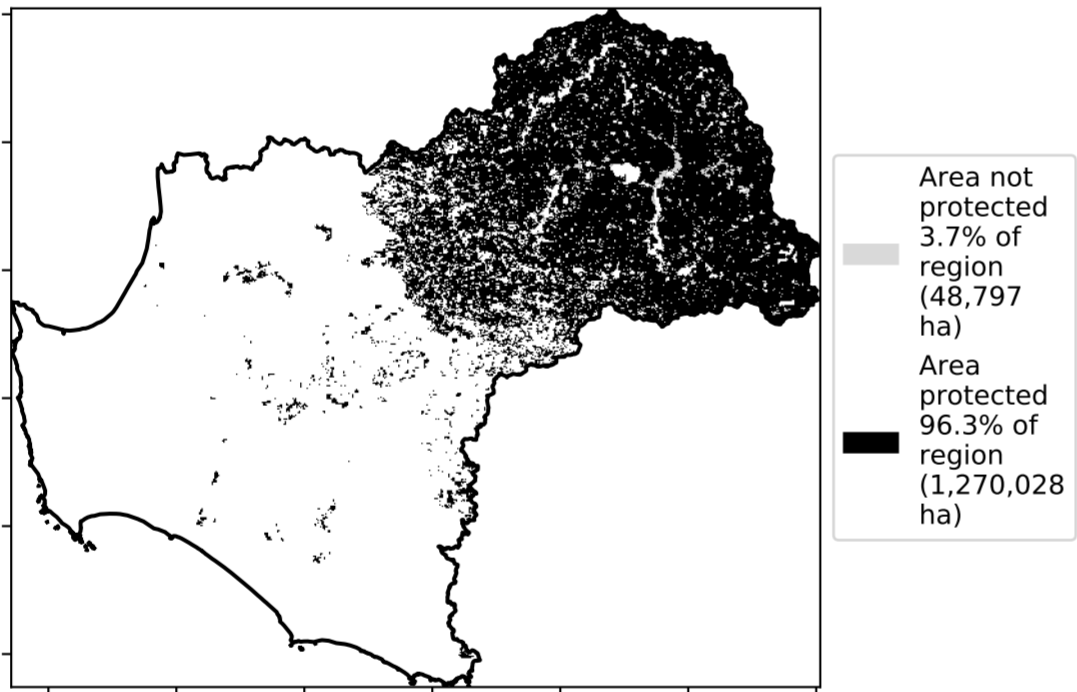 Area not
protected
3.7% of
region
(48,797
ha)
Area
protected
96.3% of
region
(1,270,028
ha)